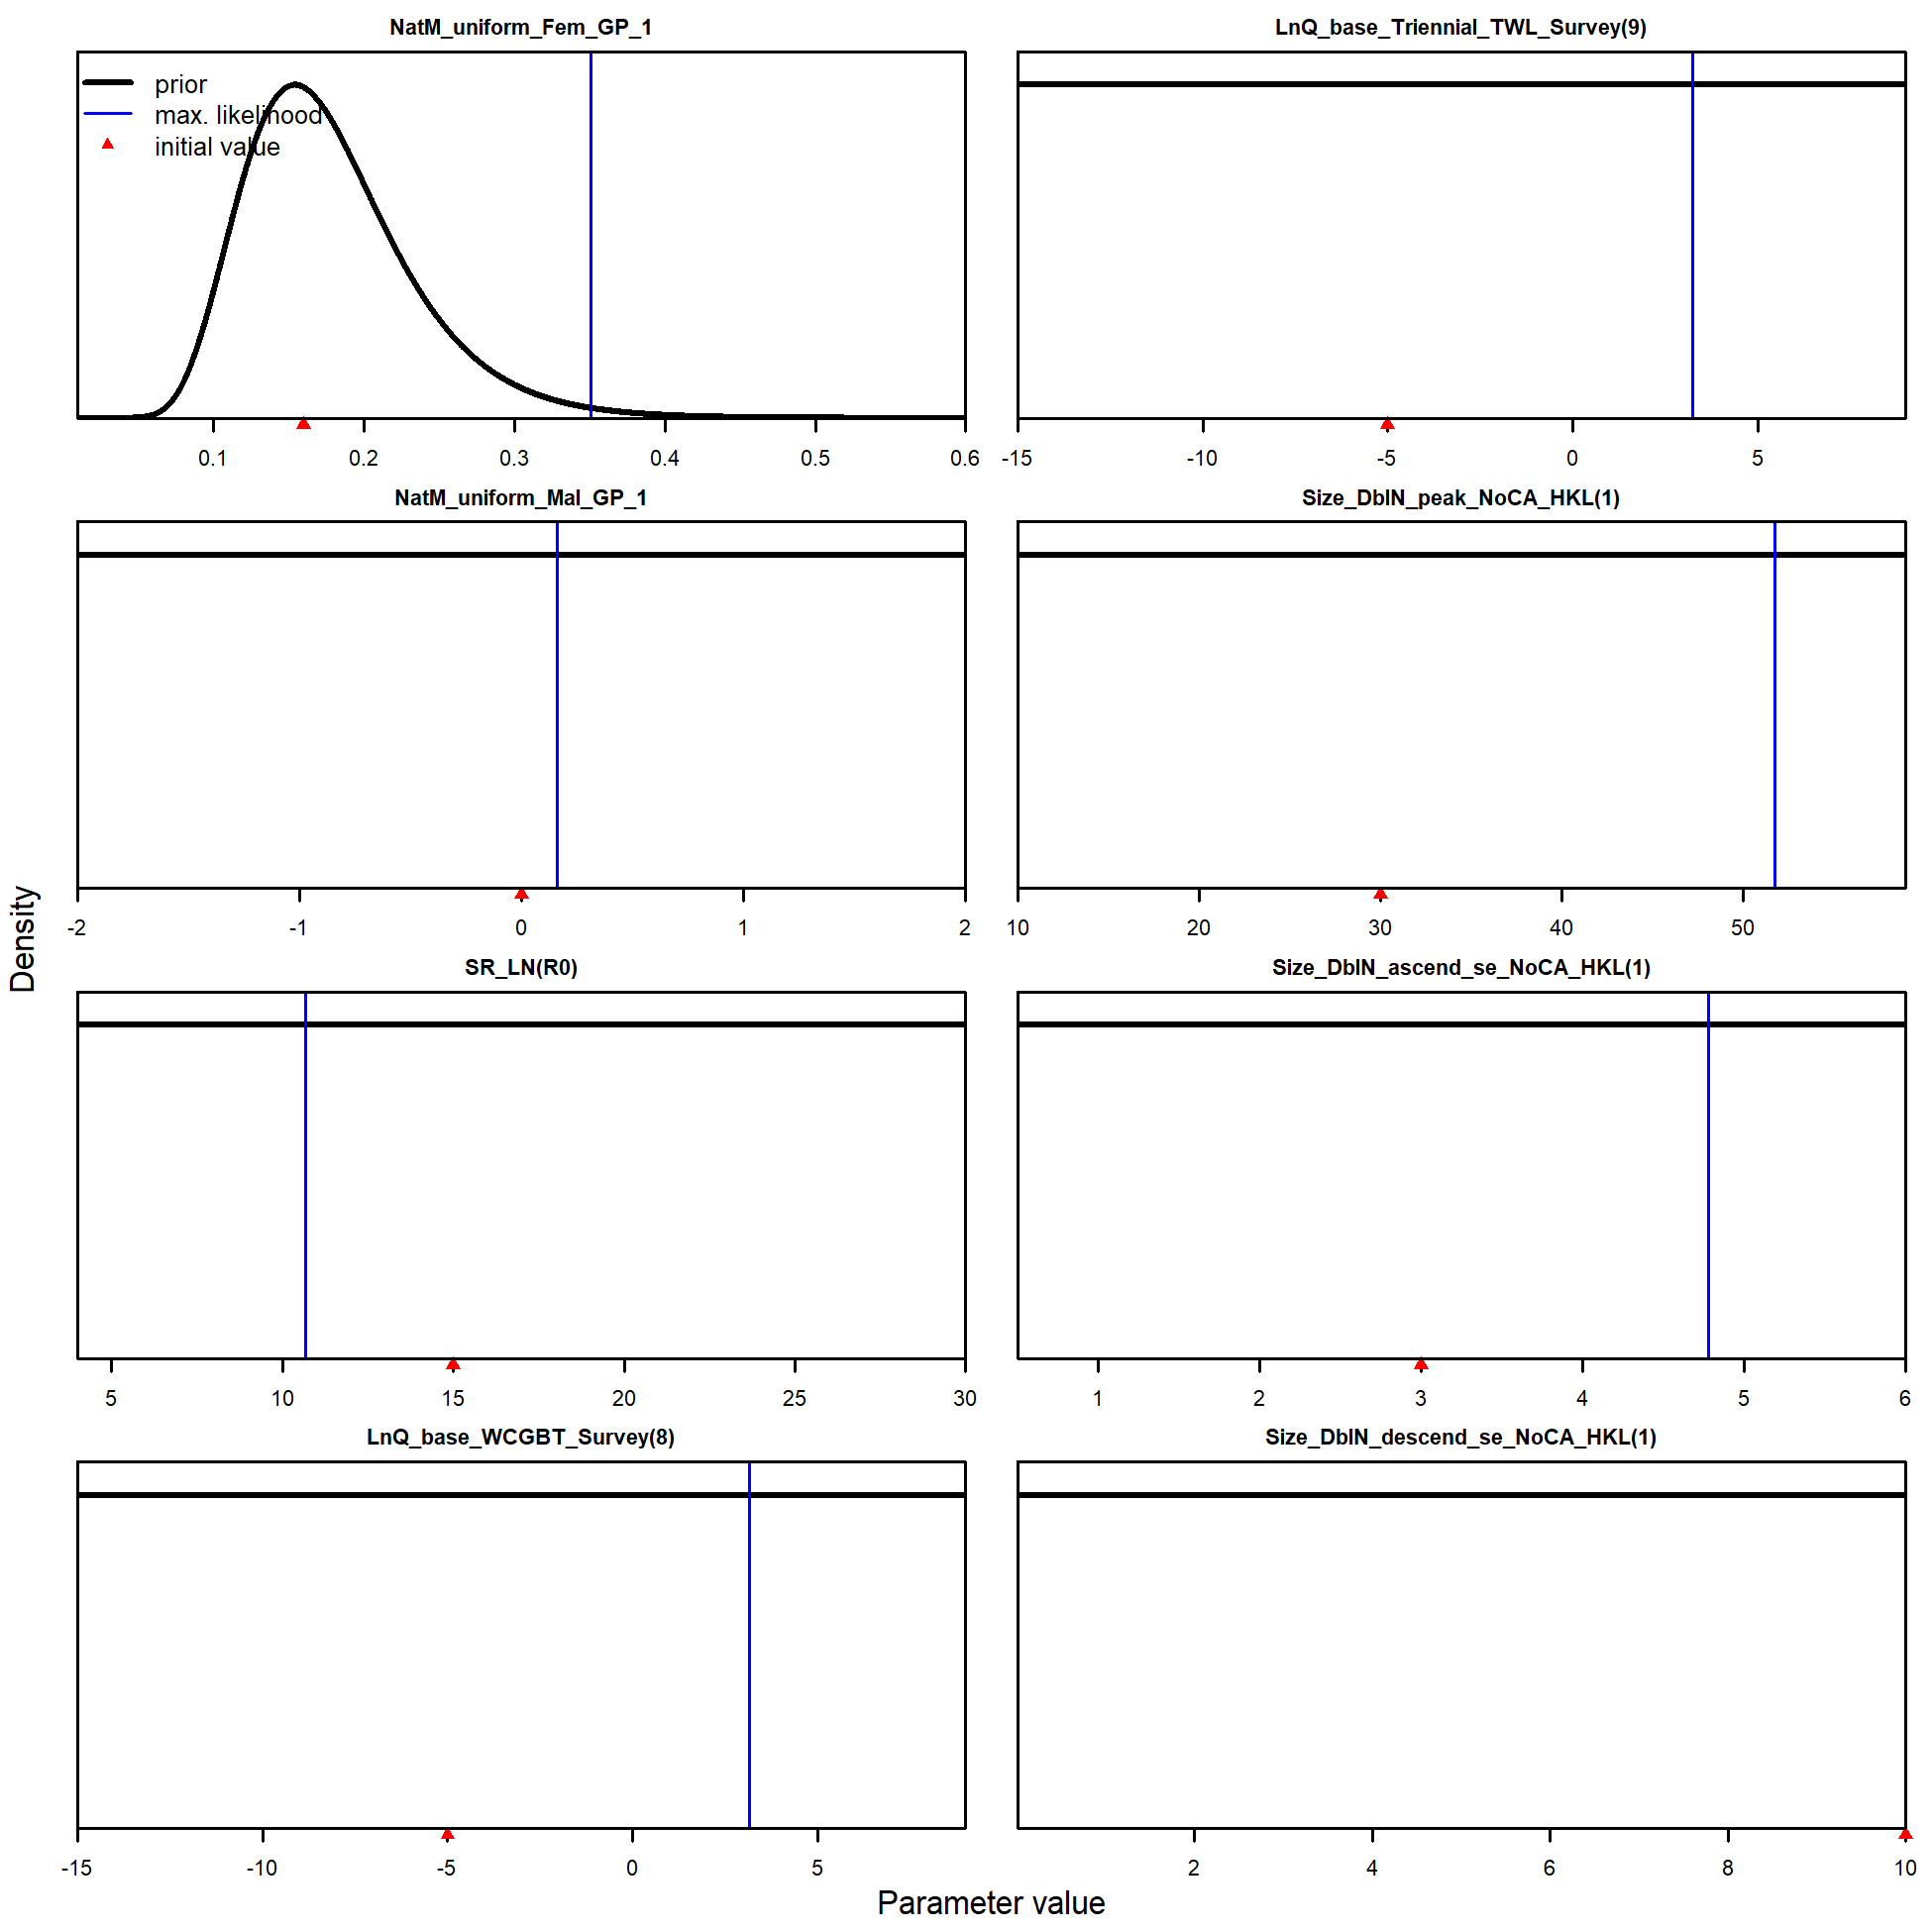 NatM_uniform_Fem_GP_1
prior
max. likelihood
initial value
0.1 0.2 0.3 0.4 0.5 0.6
LnQ_base_Triennial_TWL_Survey(9)
-15 -10 -5 0 5
NatM_uniform_Mal_GP_1
-2 -1 0 1 2
Size_DblN_peak_NoCA_HKL(1)
10 20 30 40 50
SR_LN(R0)
5 10 15 20 25 30
Size_DblN_ascend_se_NoCA_HKL(1)
1 2 3 4 5 6
LnQ_base_WCGBT_Survey(8)
-15 -10 -5 0 5
Size_DblN_descend_se_NoCA_HKL(1)
2 4 6 8 10
Density
Parameter value